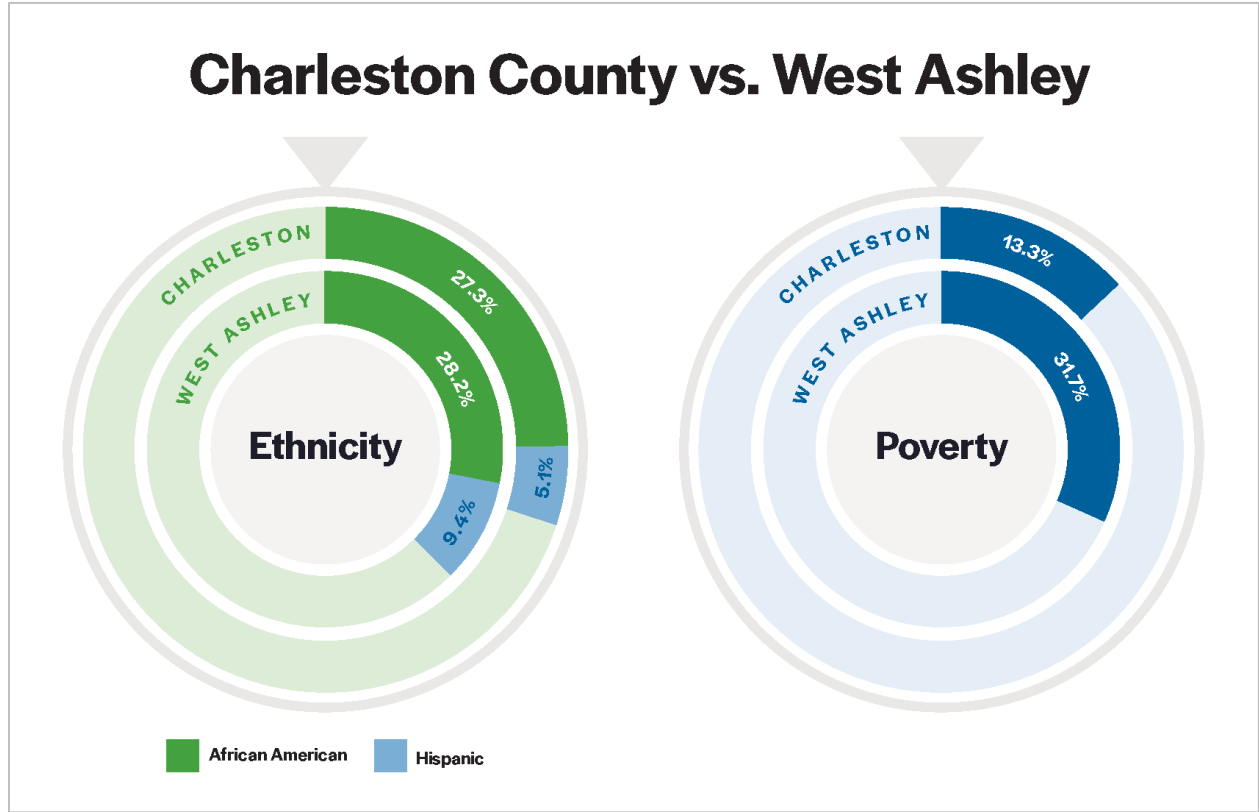 Charleston County vs. West Ashley
CHARLESTON
27.3%
WEST ASHLEY
28.2%
Ethnicity
5.1%
9.4%
African American
Hispanic
CHARLESTON
13.3%
WEST ASHLEY
31.7%
Poverty